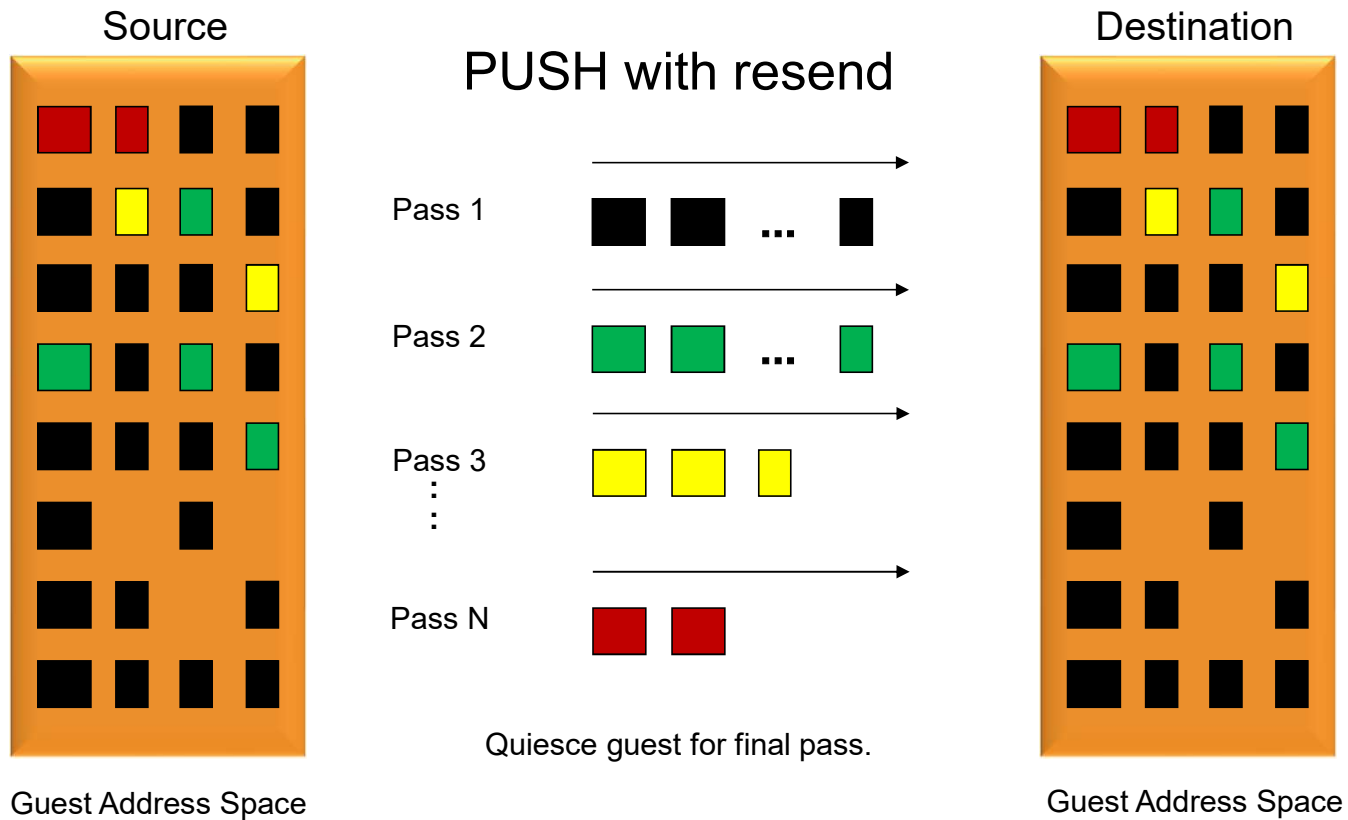 Source
Destination
PUSH with resend
Pass 1
...
Pass 2
...
Pass 3
⋮
Pass N
Quiesce guest for final pass.
Guest Address Space
Guest Address Space